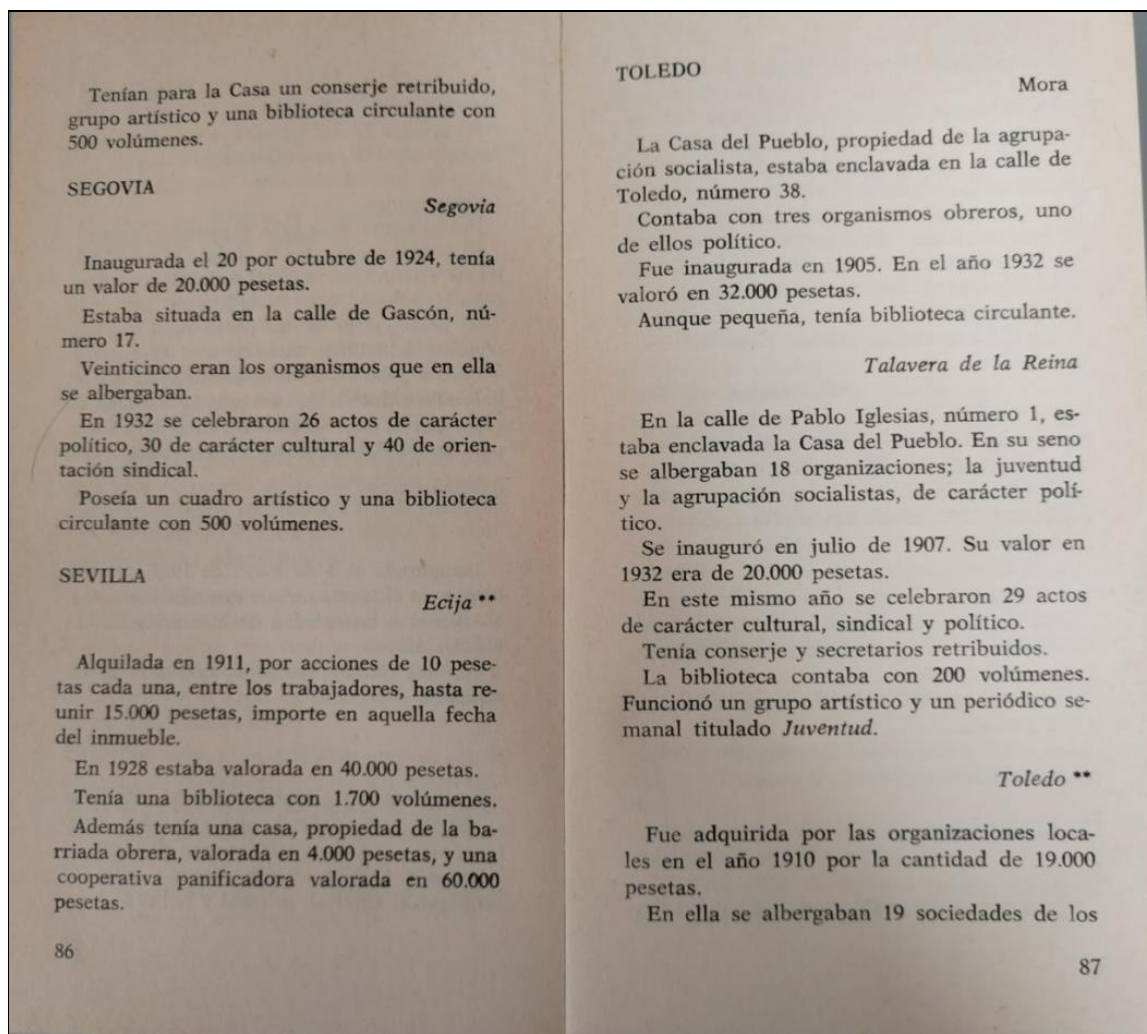 Tenían para la Casa un conserje retribuido,
grupo artístico y una biblioteca circulante con
500 volúmenes.
SEGOVIA
Segovia
Inaugurada el 20 por octubre de 1924, tenía
un valor de 20.000 pesetas.
Estaba situada en la calle de Gascón, nú-
mero 17.
Veinticinco eran los organismos que en ella
se albergaban.
En 1932 se celebraron 26 actos de carácter
político, 30 de carácter cultural y 40 de orien-
tación sindical.
Poseía un cuadro artístico y una biblioteca
circulante con 500 volúmenes.
SEVILLA
Ecija **
Alquilada en 1911, por acciones de 10 pese-
tas cada una, entre los trabajadores, hasta re-
unir 15.000 pesetas, importe en aquella fecha
del inmueble.
En 1928 estaba valorada en 40.000 pesetas.
Tenía una biblioteca con 1.700 volúmenes.
Además tenía una casa, propiedad de la ba-
rriada obrera, valorada en 4.000 pesetas, y una
cooperativa panificadora valorada en 60.000
pesetas.
86
TOLEDO
Mora
La Casa del Pueblo, propiedad de la agrupa-
ción socialista, estaba enclavada en la calle de
Toledo, número 38.
Contaba con tres organismos obreros, uno
de ellos político.
Fue inaugurada en 1905. En el año 1932 se
valoró en 32.000 pesetas.
Aunque pequeña, tenía biblioteca circulante.
Talavera de la Reina
En la calle de Pablo Iglesias, número 1, es-
taba enclavada la Casa del Pueblo. En su seno
se albergaban 18 organizaciones; la juventud
y la agrupación socialistas, de carácter polí-
tico.
Se inauguró en julio de 1907. Su valor en
1932 era de 20.000 pesetas.
En este mismo año se celebraron 29 actos
de carácter cultural, sindical y político.
Tenía conserje y secretarios retribuidos.
La biblioteca contaba con 200 volúmenes.
Funcionó un grupo artístico y un periódico se-
manal titulado Juventud.
Toledo **
Fue adquirida por las organizaciones loca-
les en el año 1910 por la cantidad de 19.000
pesetas.
En ella se albergaban 19 sociedades de los
87